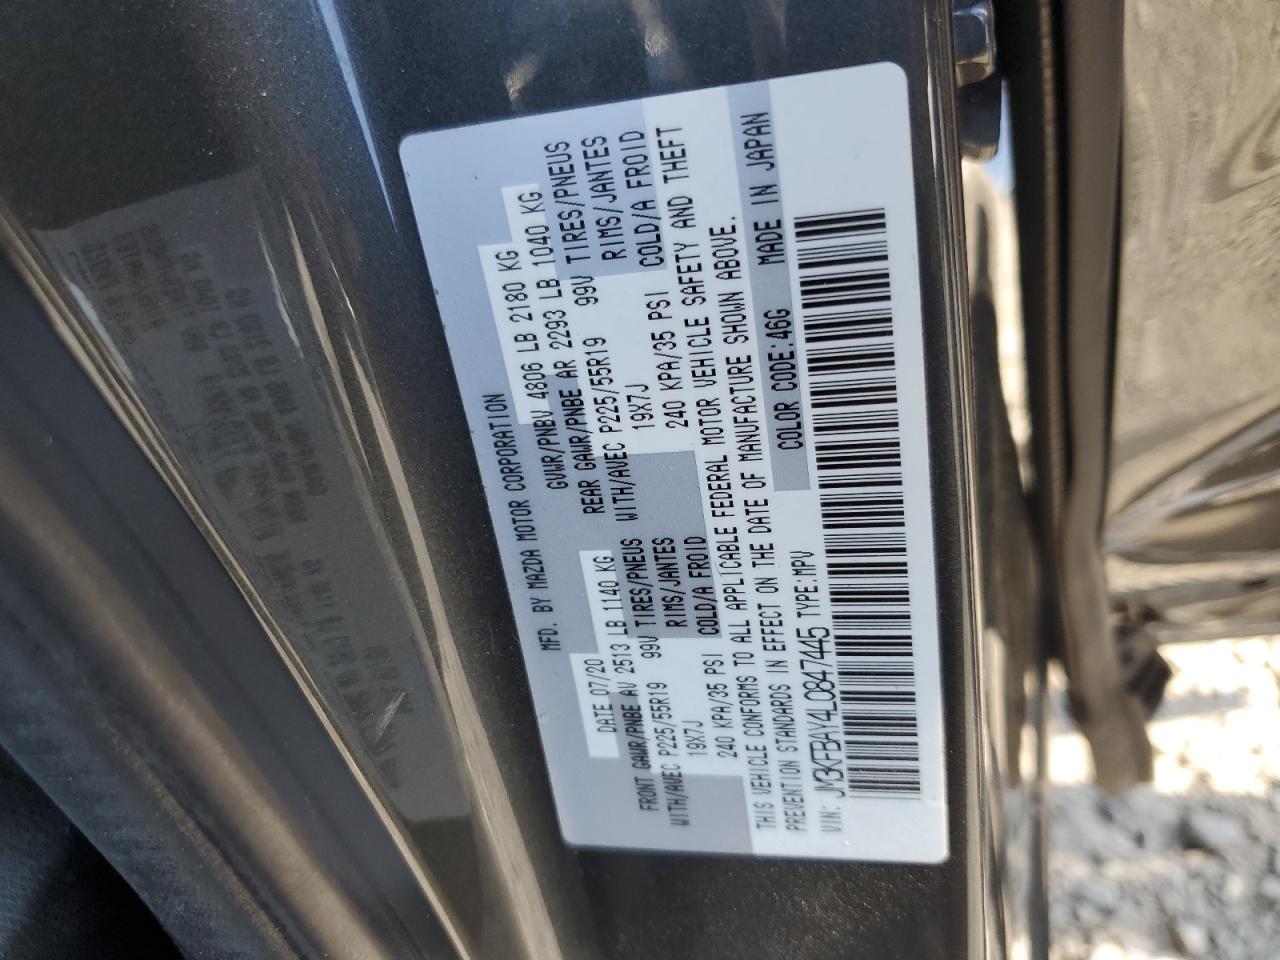 MFD. BY MAZDA MOTOR CORPORATION
DATE 07/20 GVWR/PNBV 4806 LB 2180 KG
FRONT GAWR/PNBE AV 2513 LB 1140 KG REAR GAWR/PNBE AR 2293 LB 1040 KG
WITH/AVEC P225/55R19 99V TIRES/PNEUS WITH/AVEC P225/55R19 99V TIRES/PNEUS
19X7J RIMS/JANTES 19X7J RIMS/JANTES
240 KPA/35 PSI COLD/A FROID 240 KPA/35 PSI COLD/A FROID
THIS VEHICLE CONFORMS TO ALL APPLICABLE FEDERAL MOTOR VEHICLE SAFETY AND THEFT
PREVENTION STANDARDS IN EFFECT ON THE DATE OF MANUFACTURE SHOWN ABOVE.
VIN: JM3KFBAY4L0847445 TYPE:MPV COLOR CODE:46G MADE IN JAPAN